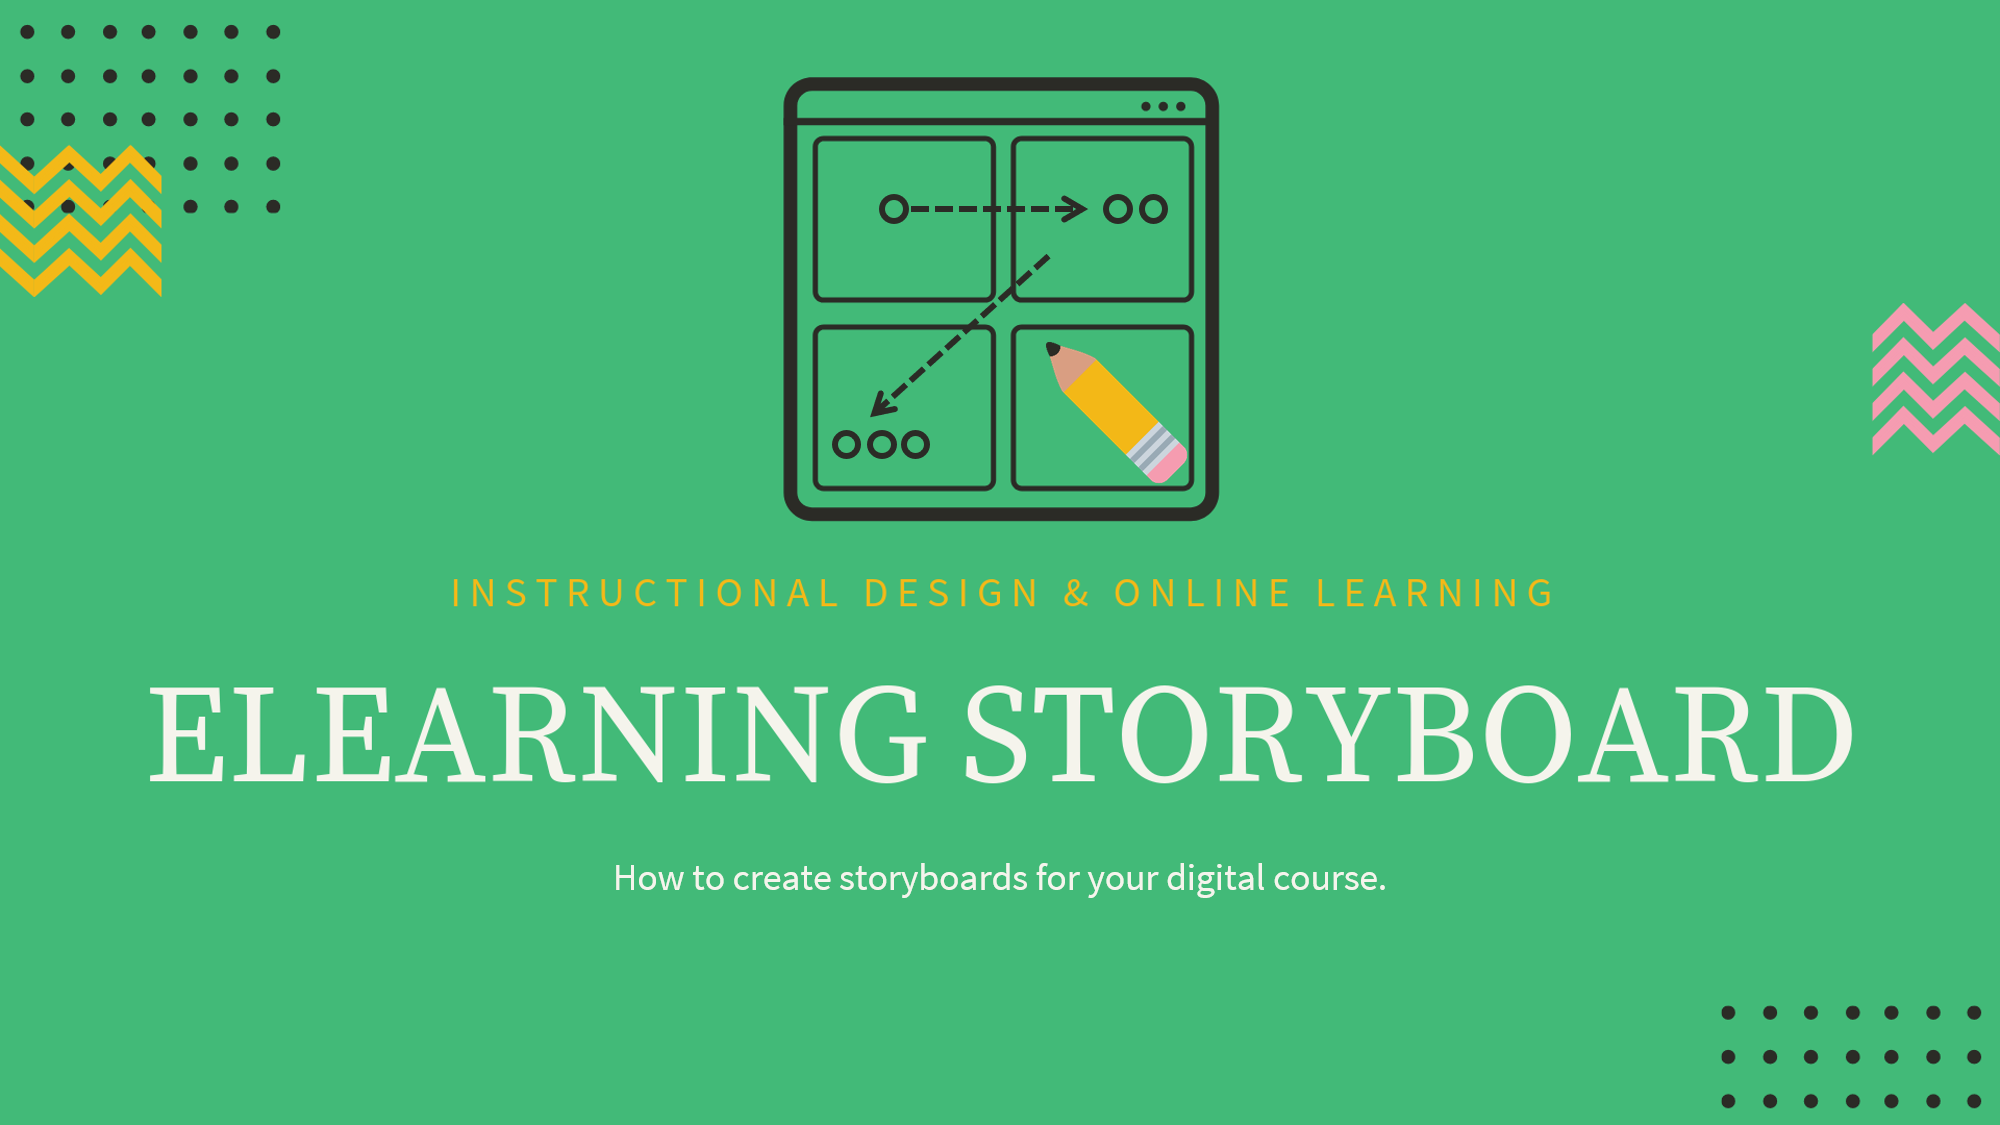 INSTRUCTIONAL DESIGN & ONLINE LEARNING
ELEARNING STORYBOARD
How to create storyboards for your digital course.